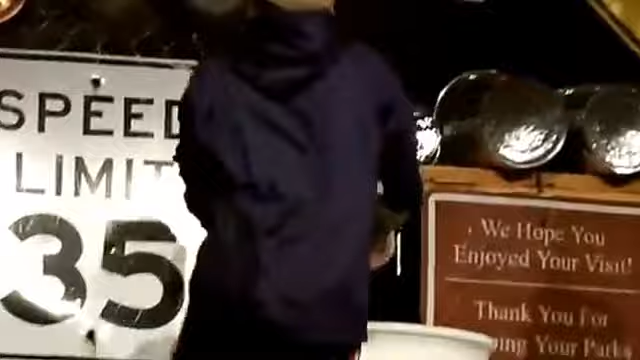 SPEED
LIMIT
35
We Hope You
Enjoyed Your Visit!
Thank You For
Your Parks